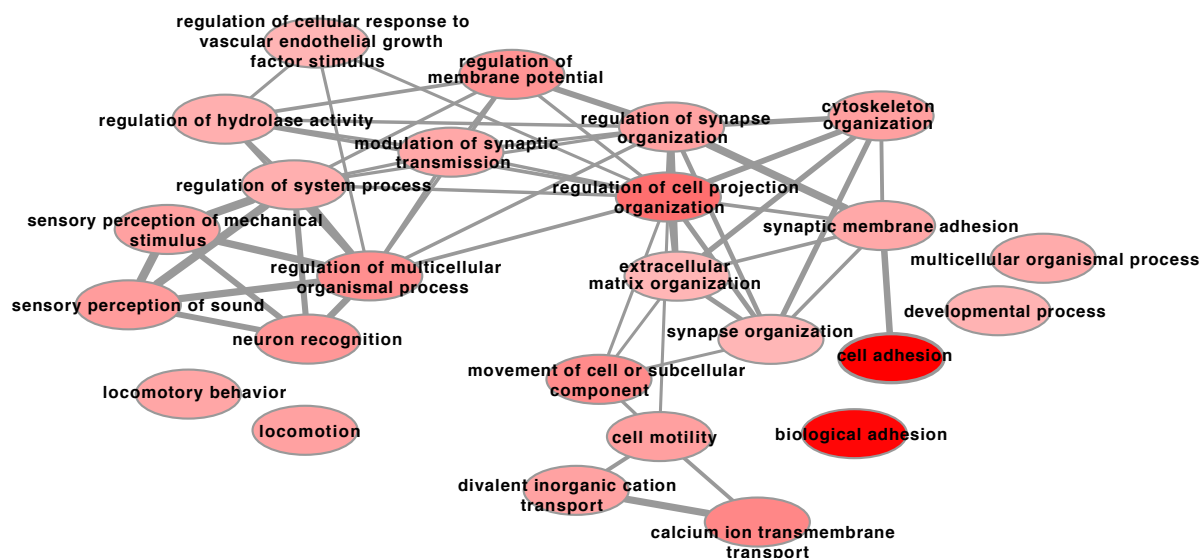 regulation of cellular response to
vascular endothelial growth
factor stimulus
regulation of
membrane potential
regulation of hydrolase activity
modulation of synaptic
transmission
regulation of synapse
organization
cytoskeleton
organization
regulation of system process
regulation of cell projection
organization
sensory perception of mechanical
stimulus
synaptic membrane adhesion
regulation of multicellular
organismal process
extracellular
matrix organization
multicellular organismal process
sensory perception of sound
developmental process
neuron recognition
synapse organization
cell adhesion
movement of cell or subcellular
component
locomotory behavior
locomotion
cell motility
biological adhesion
divalent inorganic cation
transport
calcium ion transmembrane
transport